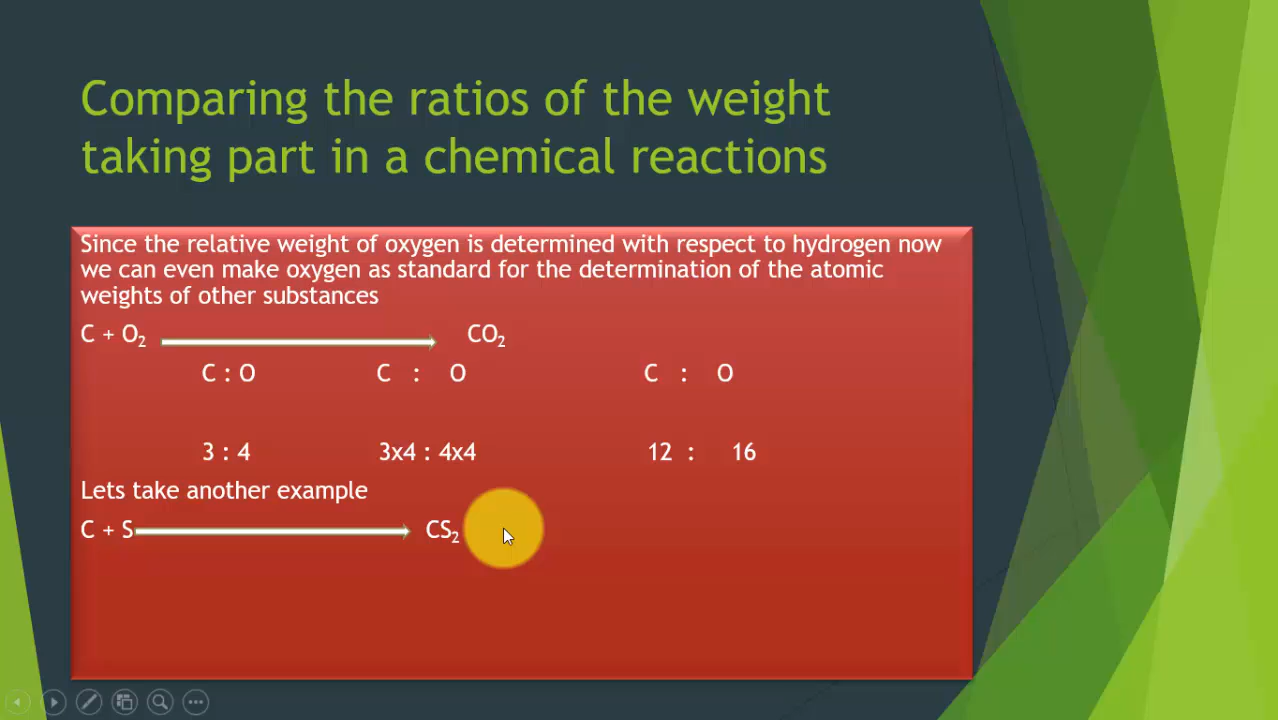 Comparing the ratios of the weight
taking part in a chemical reactions
Since the relative weight of oxygen is determined with respect to hydrogen now
we can even make oxygen as standard for the determination of the atomic
weights of other substances
C + O₂ CO₂
C : O C : O C : O
3 : 4 3x4 : 4x4 12 : 16
Lets take another example
C + S CS₂